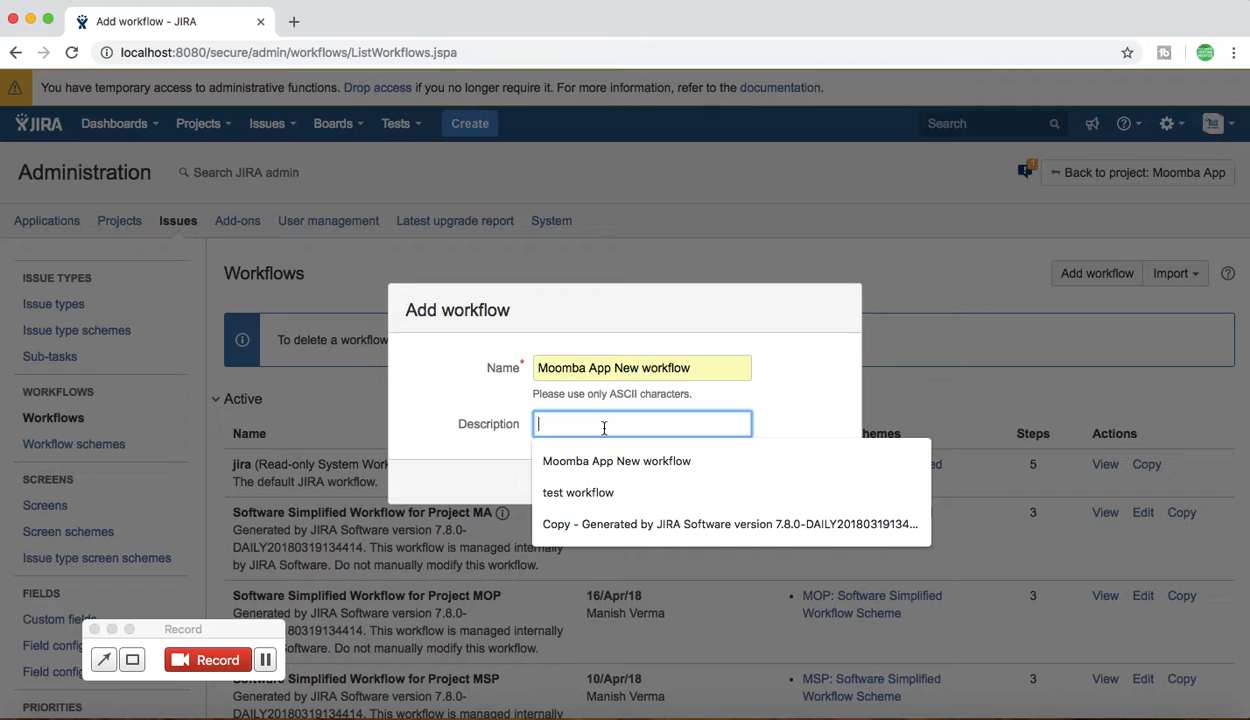 Add workflow - JIRA
localhost:8080/secure/admin/workflows/ListWorkflows.jspa
You have temporary access to administrative functions. Drop access if you no longer require it. For more information, refer to the documentation.
JIRA Dashboards Projects Issues Boards Tests Create Search
Administration Search JIRA admin Back to project: Moomba App
Applications Projects Issues Add-ons User management Latest upgrade report System
ISSUE TYPES
Issue types
Issue type schemes
Sub-tasks
WORKFLOWS
Workflows
Workflow schemes
SCREENS
Screens
Screen schemes
Issue type screen schemes
FIELDS
Custom
Field
Field
PRIORITIES
Workflows Add workflow Import
To delete a workflow
Active
Name Steps Actions
jira (Read-only System 5 View Copy
The default JIRA workflow.
Software Simplified Workflow for Project MA 3 View Edit Copy
Generated by JIRA Software version 7.8.0-
DAILY20180319134414. This workflow is managed internally
by JIRA Software. Do not manually modify this workflow.
Software Simplified Workflow for Project MOP 16/Apr/18 • MOP: Software Simplified 3 View Edit Copy
Generated by JIRA Software version 7.8.0- Manish Verma Workflow Scheme
This workflow is managed internally
by JIRA Software. Do not manually modify this workflow.
Software Simplified Workflow for Project MSP 10/Apr/18 • MSP: Software Simplified 3 View Edit Copy
Generated by JIRA Software version 7.8.0- Manish Verma Workflow Scheme
DAILY20180319134414. This workflow is managed internally
Add workflow
Name* Moomba App New workflow
Please use only ASCII characters.
Description
Moomba App New workflow
test workflow
Copy - Generated by JIRA Software version 7.8.0-DAILY20180319134...
Record
Record